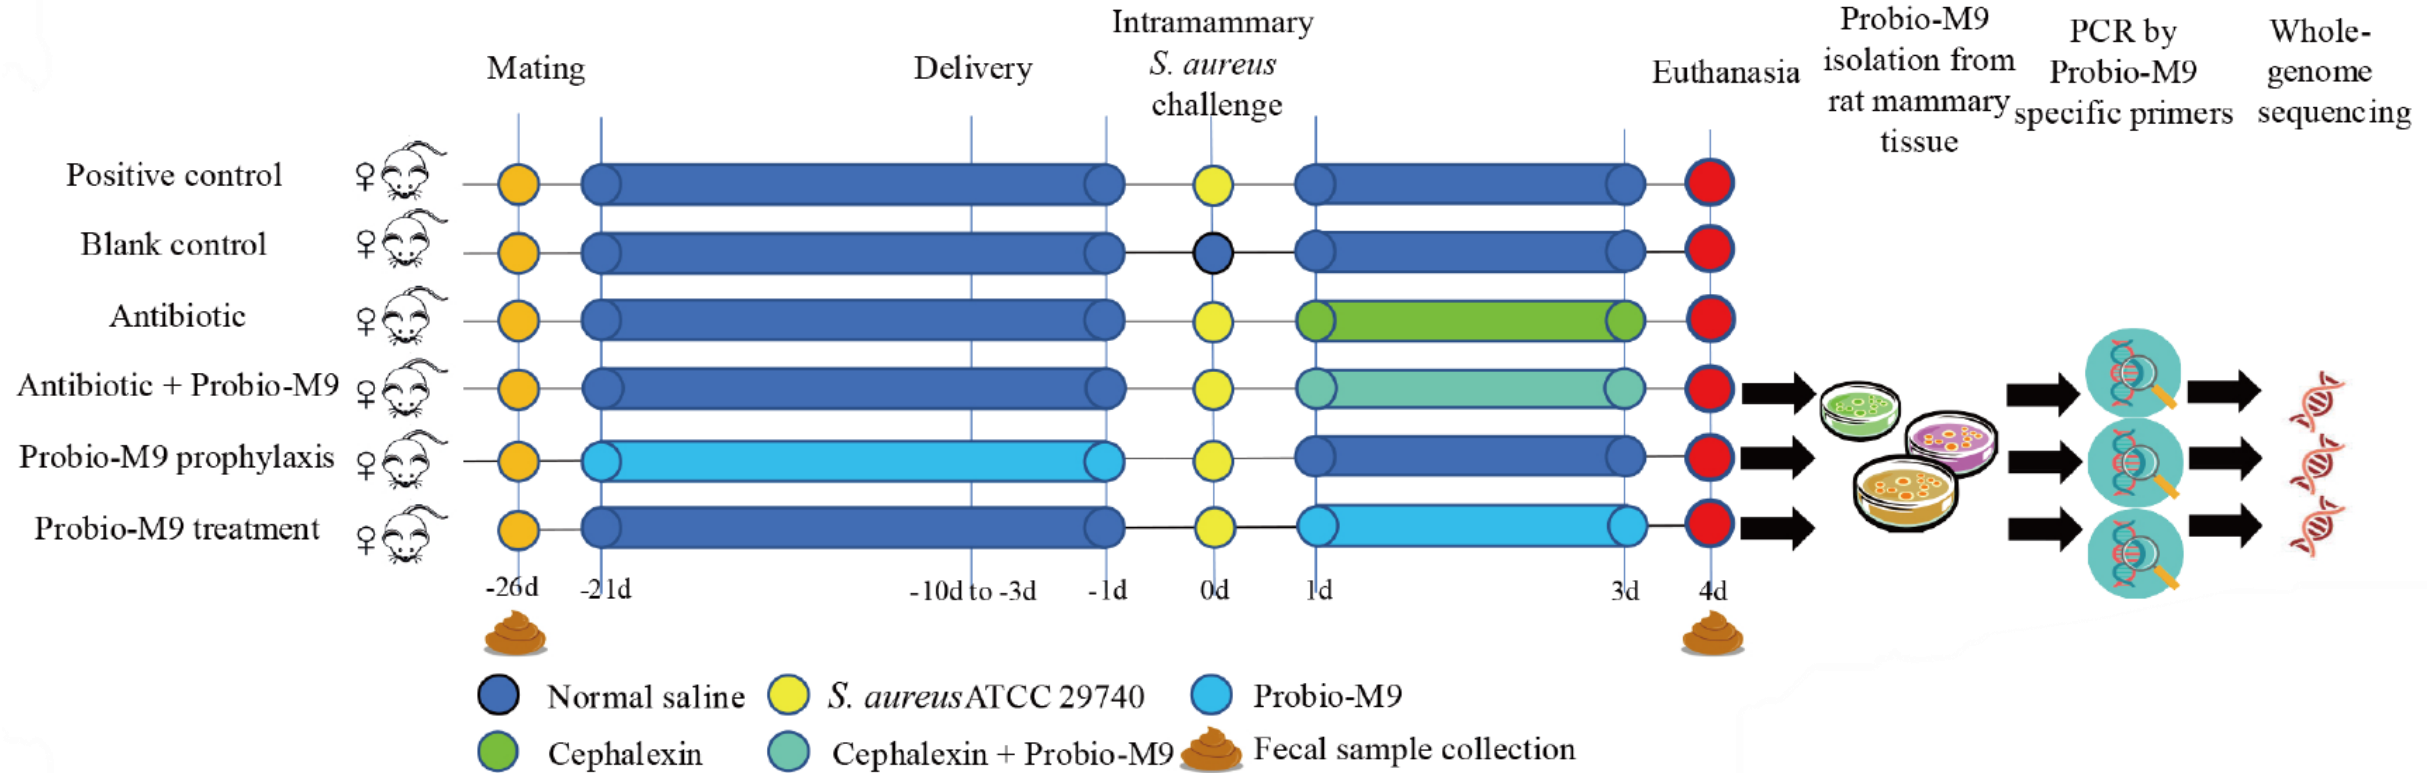 Mating
Delivery
Intramammary
S. aureus
challenge
Euthanasia
Probio-M9
isolation from
rat mammary
tissue
PCR by
Probio-M9
specific primers
Whole-
genome
sequencing
Positive control
Blank control
Antibiotic
Antibiotic + Probio-M9
Probio-M9 prophylaxis
Probio-M9 treatment
-26d
-21d
-10d to -3d
-1d
0d
1d
3d
4d
Normal saline
S. aureus ATCC 29740
Probio-M9
Cephalexin
Cephalexin + Probio-M9
Fecal sample collection